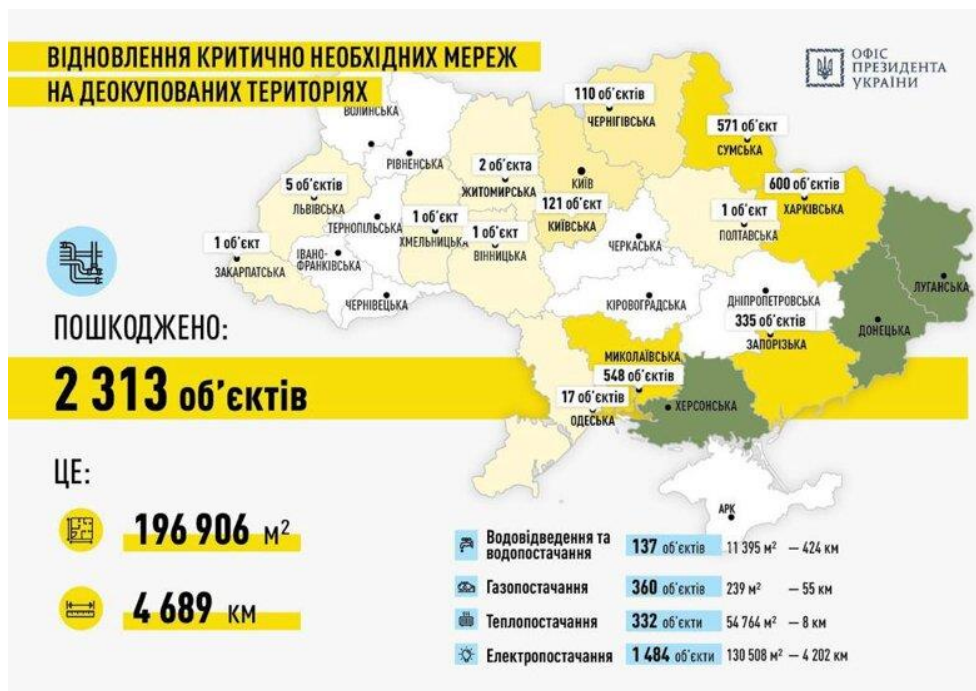 ВІДНОВЛЕННЯ КРИТИЧНО НЕОБХІДНИХ МЕРЕЖ
НА ДЕОКУПОВАНИХ ТЕРИТОРІЯХ
ОФІС
ПРЕЗИДЕНТА
УКРАЇНИ
ВОЛИНСЬКА
РІВНЕНСЬКА
110 об'єктів
ЧЕРНІГІВСЬКА
571 об'єкт
СУМСЬКА
2 об'єкта
ЖИТОМИРСЬКА
КИЇВ
121 об'єкт
КИЇВСЬКА
600 об'єктів
ХАРКІВСЬКА
5 об'єктів
ЛЬВІВСЬКА
ТЕРНОПІЛЬСЬКА
1 об'єкт
ХМЕЛЬНИЦЬКА
1 об'єкт
ВІННИЦЬКА
ЧЕРКАСЬКА
1 об'єкт
ПОЛТАВСЬКА
1 об'єкт
ЗАКАРПАТСЬКА
ІВАНО-
ФРАНКІВСЬКА
ЧЕРНІВЕЦЬКА
КІРОВОГРАДСЬКА
ДНІПРОПЕТРОВСЬКА
335 об'єктів
ЗАПОРІЗЬКА
ЛУГАНСЬКА
ДОНЕЦЬКА
МИКОЛАЇВСЬКА
548 об'єктів
17 об'єктів
ОДЕСЬКА
ХЕРСОНСЬКА
АРК
ПОШКОДЖЕНО:
2 313 об'єктів
ЦЕ:
196 906 м²
4 689 км
Водовідведення та
водопостачання 137 об'єктів 11 395 м² — 424 км
Газопостачання 360 об'єктів 239 м² — 55 км
Теплопостачання 332 об'єкти 54 764 м² — 8 км
Електропостачання 1 484 об'єкти 130 508 м² — 4 202 км